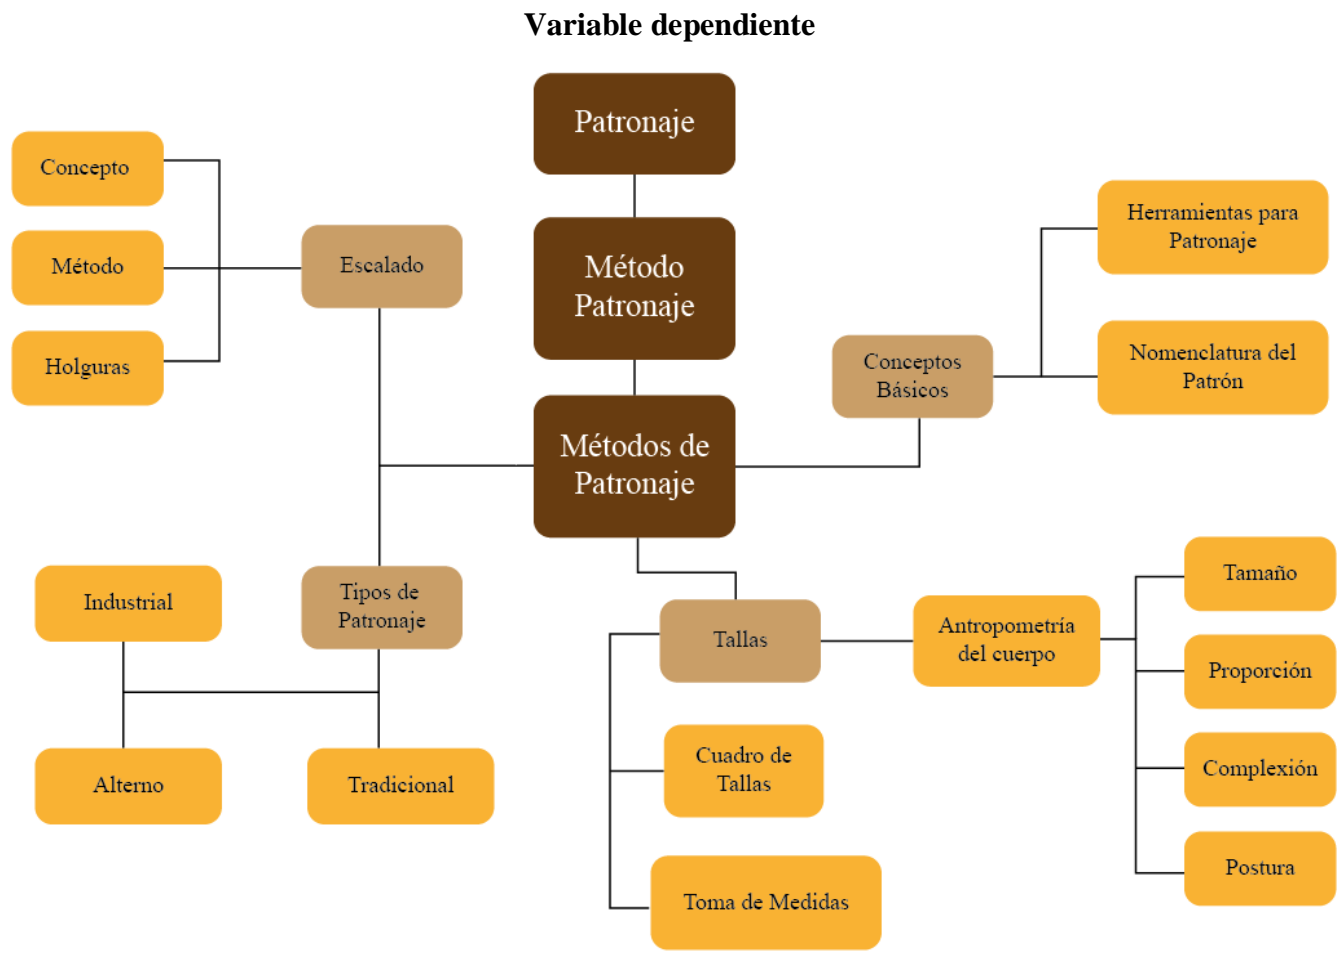 Variable dependiente
Patronaje
Concepto
Método
Holguras
Escalado
Método
Patronaje
Herramientas para
Patronaje
Conceptos
Básicos
Nomenclatura del
Patrón
Métodos de
Patronaje
Industrial
Tipos de
Patronaje
Alterno
Tradicional
Tallas
Antropometría
del cuerpo
Tamaño
Proporción
Complexión
Postura
Cuadro de
Tallas
Toma de Medidas